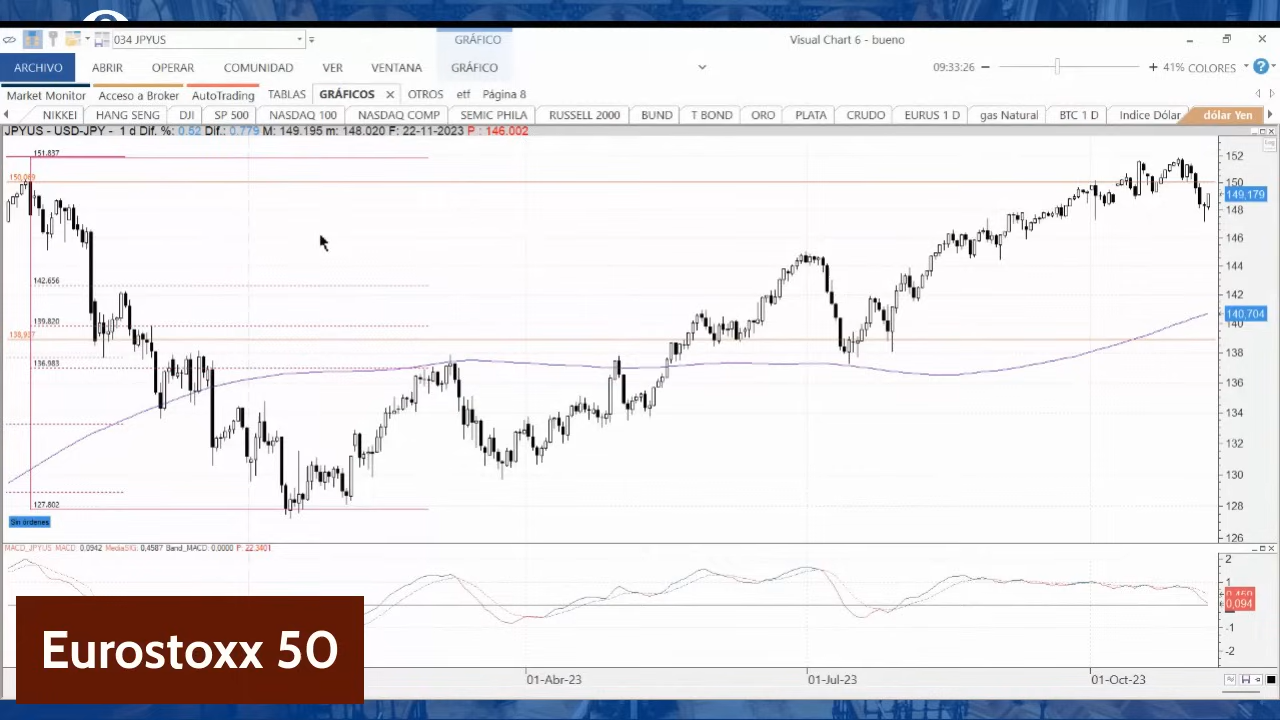 034 JPYUS
GRÁFICO
Visual Chart 6 - bueno
ARCHIVO
ABRIR
OPERAR
COMUNIDAD
VER
VENTANA
GRÁFICO
09:33:26
41% COLORES
Market Monitor
Acceso a Broker
AutoTrading
TABLAS
GRÁFICOS
OTROS
etf
Página 8
NIKKEI
HANG SENG
DJI
SP 500
NASDAQ 100
NASDAQ COMP
SEMIC PHIL
RUSSELL 2000
BUND
T BOND
ORO
PLATA
CRUDO
EURUS 1 D
gas Natural
BTC 1 D
Indice Dólar
dólar Yen
JPYUS - USD-JPY - 1 d Dif. %: 0.52 Dif.: 0.779 M: 149.195 m: 148.020 F: 22-11-2023 P : 146.002
Log
151.837
150,069
142.656
139.820
138,937
136.983
127.802
Sin órdenes
152
150
149,179
148
146
144
142
140,704
140
138
136
134
132
130
128
126
MACD_JPYUS MACD: 0,0942 MediaSIG: 0,4587 Band_MACD: 0,0000 P: 22,3401
2
1
0,094
-1
-2
Eurostoxx 50
01-Abr-23
01-Jul-23
01-Oct-23